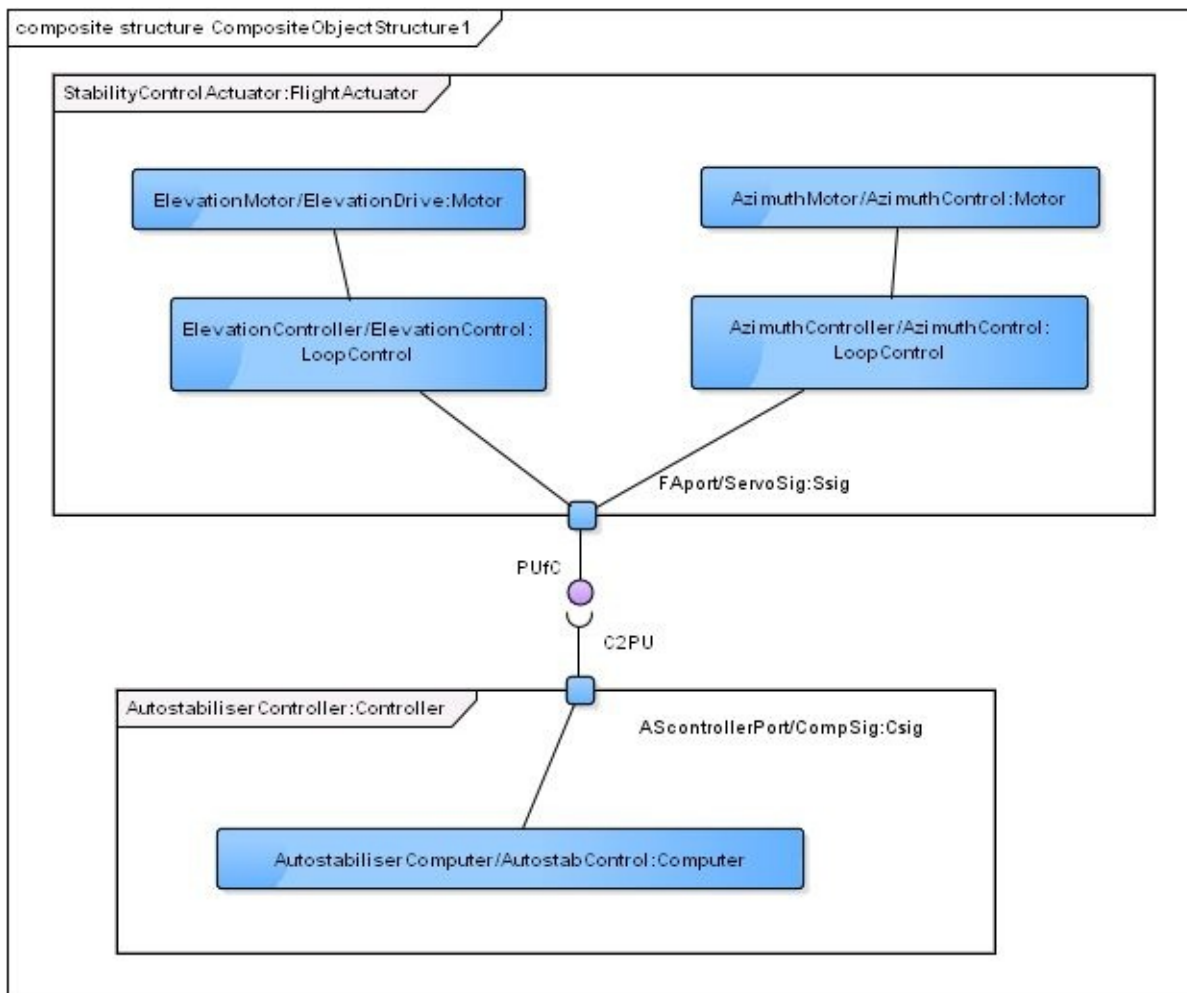 composite structure CompositeObjectStructure1
StabilityControlActuator:FlightActuator
ElevationMotor/ElevationDrive:Motor
AzimuthMotor/AzimuthControl:Motor
ElevationController/ElevationControl:
LoopControl
AzimuthController/AzimuthControl:
LoopControl
FAport/ServoSig:Ssig
PUfC
C2PU
AutostabiliserController:Controller
AScontrollerPort/CompSig:Csig
AutostabiliserComputer/AutostabControl:Computer